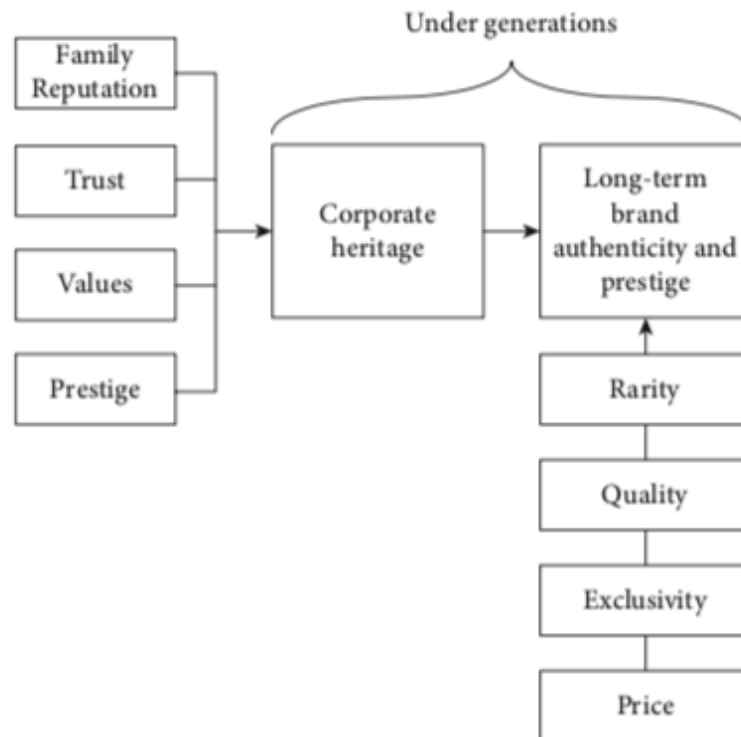 Under generations
Family
Reputation
Trust
Values
Prestige
Corporate
heritage
Long-term
brand
authenticity and
prestige
Rarity
Quality
Exclusivity
Price